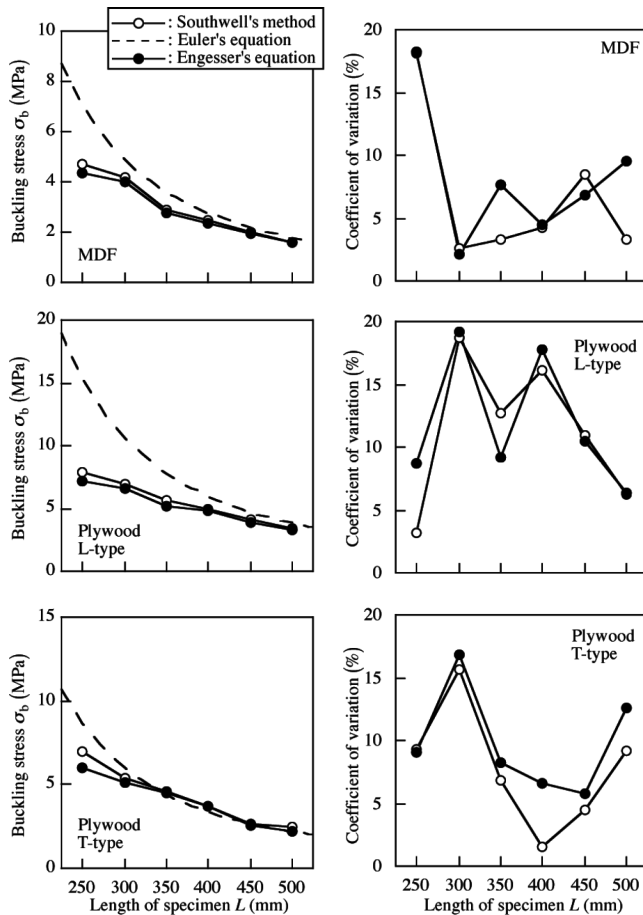 : Southwell's method
: Euler's equation
: Engesser's equation
Buckling stress σb (MPa)
10
8
6
4
2
0
MDF
Coefficient of variation (%)
20
15
10
5
0
MDF
Buckling stress σb (MPa)
20
15
10
5
0
Plywood
L-type
Coefficient of variation (%)
20
15
10
5
0
Plywood
L-type
Buckling stress σb (MPa)
15
10
5
0
Plywood
T-type
250 300 350 400 450 500
Length of specimen L (mm)
Coefficient of variation (%)
20
15
10
5
0
Plywood
T-type
250 300 350 400 450 500
Length of specimen L (mm)